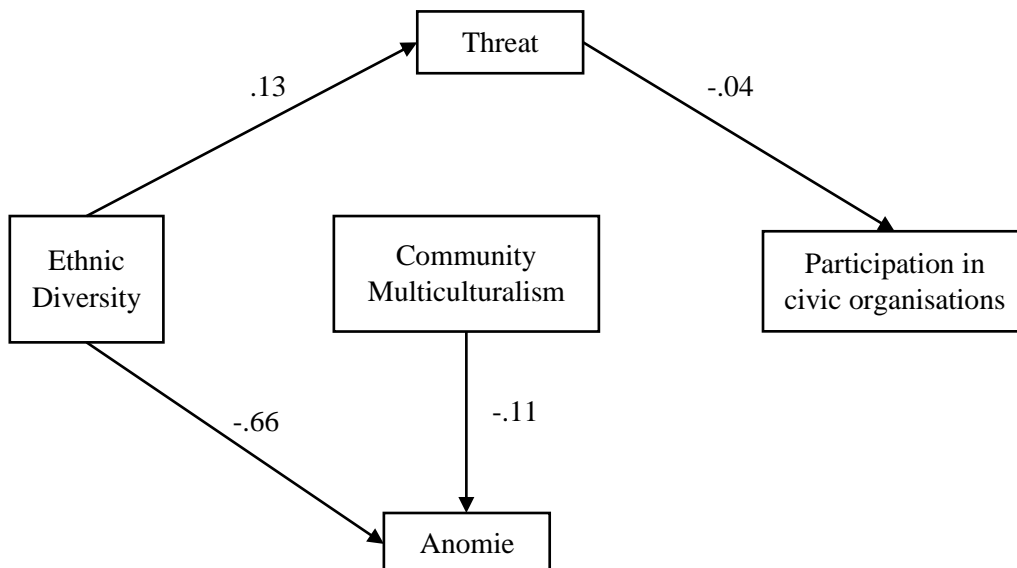 Threat
.13
-.04
Ethnic
Diversity
Community
Multiculturalism
Participation in
civic organisations
-.66
-.11
Anomie